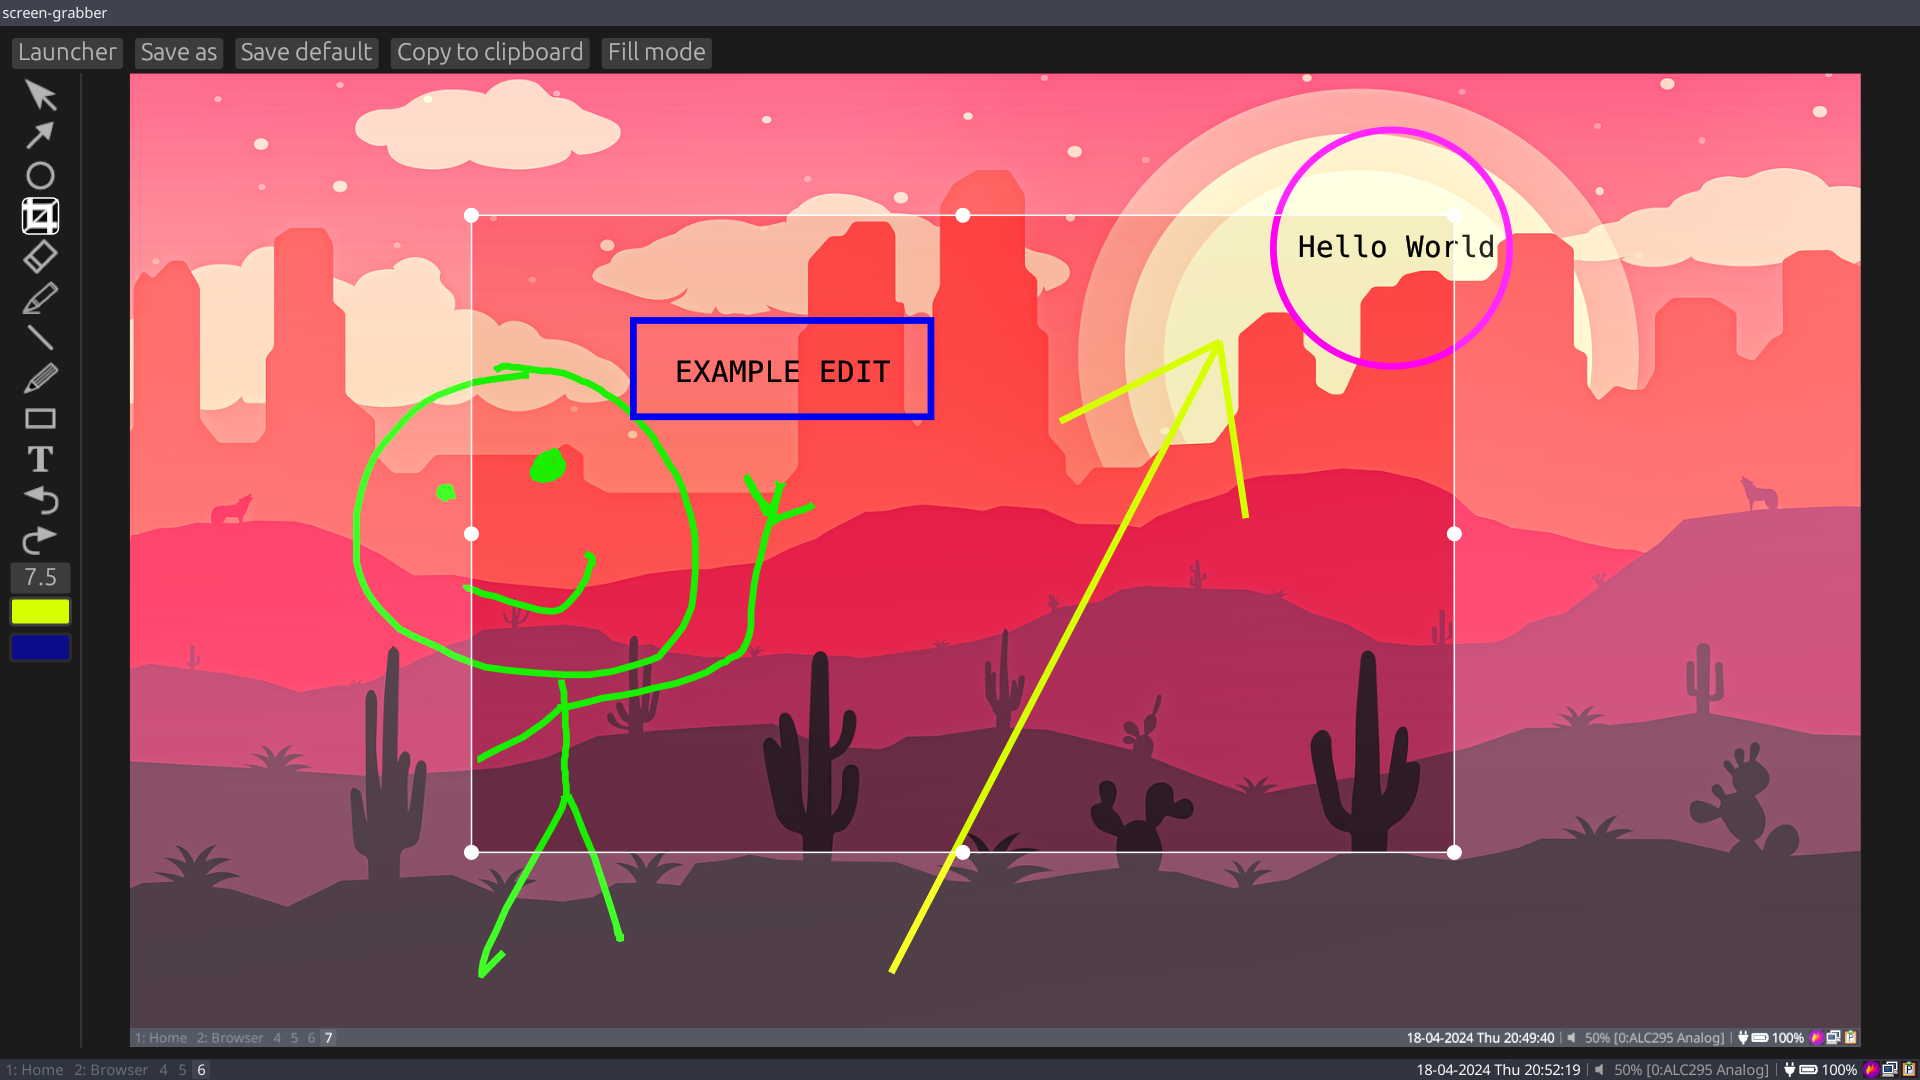 screen-grabber
Launcher Save as Save default Copy to clipboard Fill mode
Hello World
EXAMPLE EDIT
T
7.5
1: Home 2: Browser 4 5 6 7 18-04-2024 Thu 20:49:40 | 50% [0:ALC295 Analog] | 100%
1: Home 2: Browser 4 5 6 18-04-2024 Thu 20:52:19 | 50% [0:ALC295 Analog] | 100%